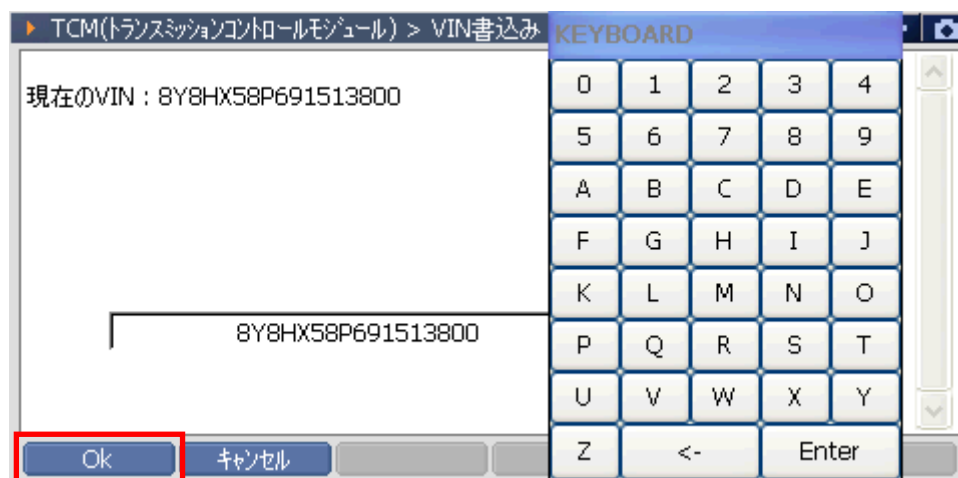 TCM(トランスミッションコントロールモジュール) > VIN書込み
KEYBOARD
現在のVIN：8Y8HX58P691513800
0 1 2 3 4
5 6 7 8 9
A B C D E
F G H I J
K L M N O
8Y8HX58P691513800
P Q R S T
U V W X Y
Z <- Enter
Ok キャンセル